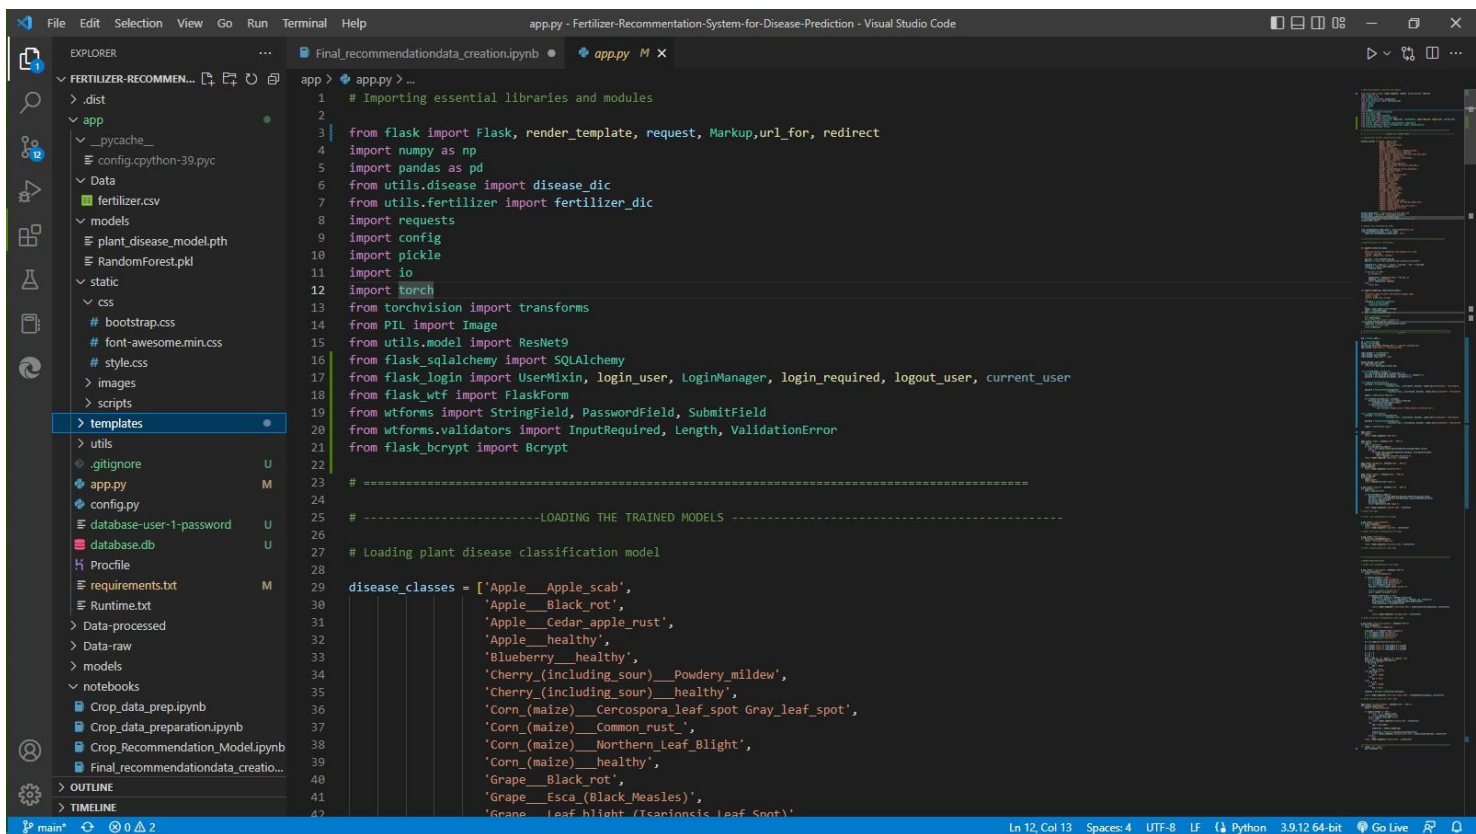 File Edit Selection View Go Run Terminal Help
app.py - Fertilizer-Recommentation-System-for-Disease-Prediction - Visual Studio Code
EXPLORER
FERTILIZER-RECOMMEN...
.dist
app
__pycache__
config.cpython-39.pyc
Data
fertilizer.csv
models
plant_disease_model.pth
RandomForest.pkl
static
css
# bootstrap.css
# font-awesome.min.css
# style.css
images
scripts
templates
utils
.gitignore U
app.py M
config.py
database-user-1-password U
database.db U
Procfile
requirements.txt M
Runtime.txt
Data-processed
Data-raw
models
notebooks
Crop_data_prep.ipynb
Crop_data_preparation.ipynb
Crop_Recommendation_Model.ipynb
Final_recommendationdata_creatio...
OUTLINE
TIMELINE
1
12
Final_recommendationdata_creation.ipynb
app.py M
app > app.py > ...
1 # Importing essential libraries and modules
2
3 from flask import Flask, render_template, request, Markup,url_for, redirect
4 import numpy as np
5 import pandas as pd
6 from utils.disease import disease_dic
7 from utils.fertilizer import fertilizer_dic
8 import requests
9 import config
10 import pickle
11 import io
12 import torch
13 from torchvision import transforms
14 from PIL import Image
15 from utils.model import ResNet9
16 from flask_sqlalchemy import SQLAlchemy
17 from flask_login import UserMixin, login_user, LoginManager, login_required, logout_user, current_user
18 from flask_wtf import FlaskForm
19 from wtforms import StringField, PasswordField, SubmitField
20 from wtforms.validators import InputRequired, Length, ValidationError
21 from flask_bcrypt import Bcrypt
22
23 # ==============================================================================================
24
25 # -------------------------LOADING THE TRAINED MODELS -----------------------------------------------
26
27 # Loading plant disease classification model
28
29 disease_classes = ['Apple___Apple_scab',
30 'Apple___Black_rot',
31 'Apple___Cedar_apple_rust',
32 'Apple___healthy',
33 'Blueberry___healthy',
34 'Cherry_(including_sour)___Powdery_mildew',
35 'Cherry_(including_sour)___healthy',
36 'Corn_(maize)___Cercospora_leaf_spot Gray_leaf_spot',
37 'Corn_(maize)___Common_rust_',
38 'Corn_(maize)___Northern_Leaf_Blight',
39 'Corn_(maize)___healthy',
40 'Grape___Black_rot',
41 'Grape___Esca_(Black_Measles)',
42 'Grape___Leaf_blight_(Isariopsis_Leaf_Spot)',
main* 0 2
Ln 12, Col 13 Spaces: 4 UTF-8 LF Python 3.9.12 64-bit Go Live